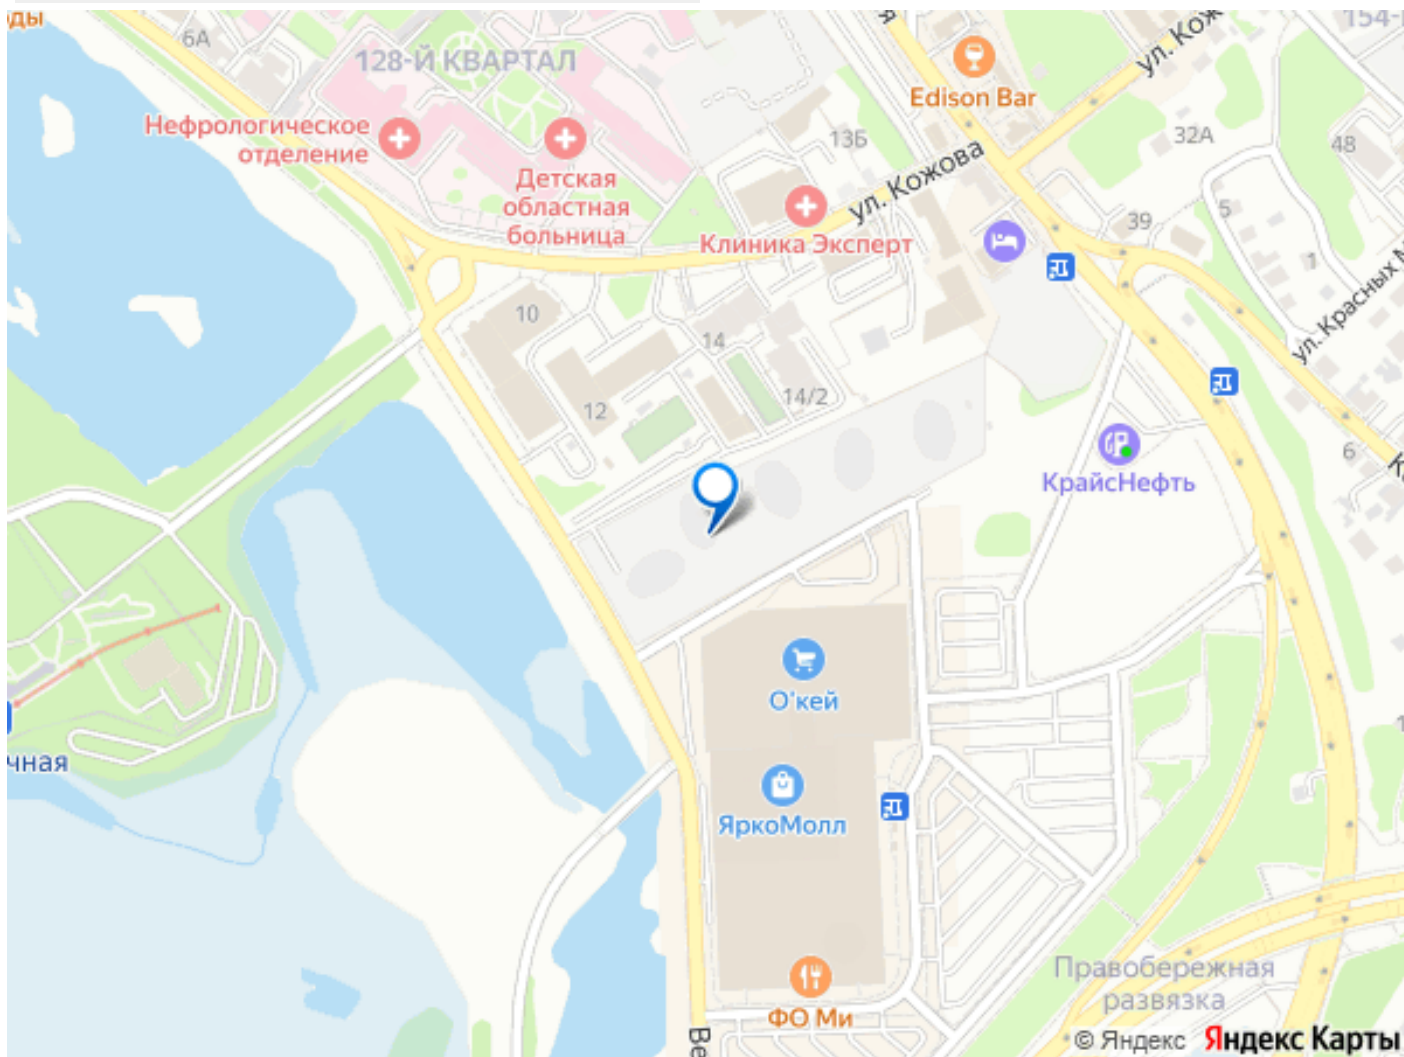 ды
6А
128-Й КВАРТАЛ
Нефрологическое
отделение
Детская
областная
больница
13Б
Клиника Эксперт
ул. Кожова
Edison Bar
ул. Кож
154-
32А
48
39
5
1
ул. Красных М
10
12
14
14/2
6
КрайсНефть
О'кей
ЯркоМолл
ФО Ми
чная
Ве
Правобережная
развязка
© Яндекс Яндекс Карты